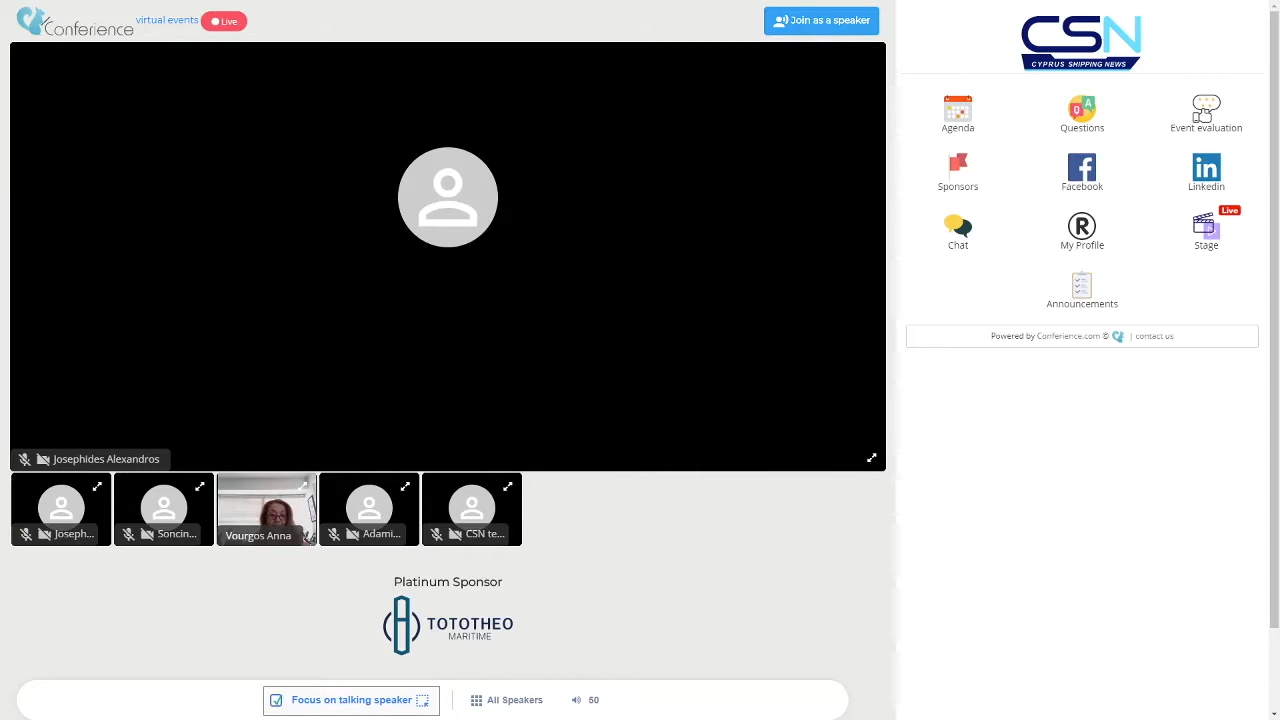 Conferience virtual events Live
Join as a speaker
CSN
CYPRUS SHIPPING NEWS
Agenda
Questions
Event evaluation
Sponsors
Facebook
Linkedin
Chat
My Profile
Live
Stage
Announcements
Powered by Conferience.com © | contact us
Josephides Alexandros
Joseph...
Soncin...
Vourgos Anna
Adami...
CSN te...
Platinum Sponsor
TOTOTHEO
MARITIME
Focus on talking speaker
All Speakers
50